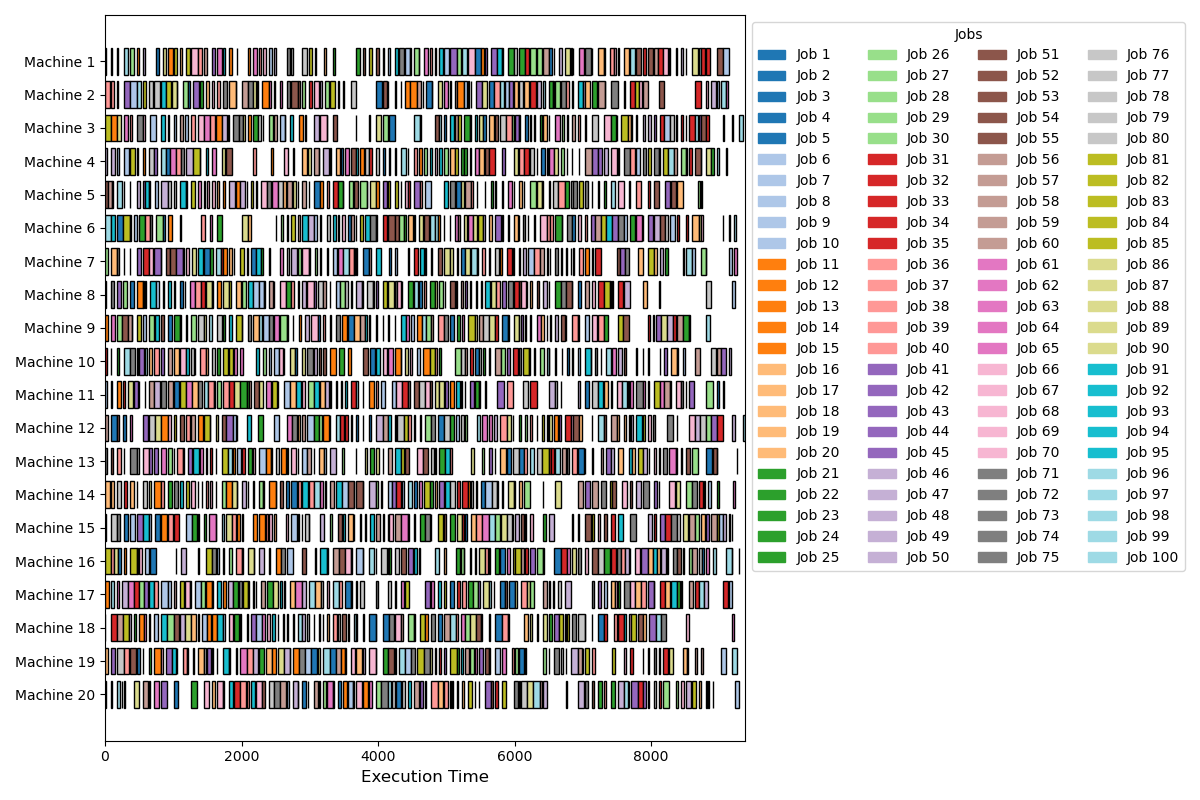 Machine 1
Machine 2
Machine 3
Machine 4
Machine 5
Machine 6
Machine 7
Machine 8
Machine 9
Machine 10
Machine 11
Machine 12
Machine 13
Machine 14
Machine 15
Machine 16
Machine 17
Machine 18
Machine 19
Machine 20
0 2000 4000 6000 8000
Execution Time
Jobs
Job 1 Job 26 Job 51 Job 76
Job 2 Job 27 Job 52 Job 77
Job 3 Job 28 Job 53 Job 78
Job 4 Job 29 Job 54 Job 79
Job 5 Job 30 Job 55 Job 80
Job 6 Job 31 Job 56 Job 81
Job 7 Job 32 Job 57 Job 82
Job 8 Job 33 Job 58 Job 83
Job 9 Job 34 Job 59 Job 84
Job 10 Job 35 Job 60 Job 85
Job 11 Job 36 Job 61 Job 86
Job 12 Job 37 Job 62 Job 87
Job 13 Job 38 Job 63 Job 88
Job 14 Job 39 Job 64 Job 89
Job 15 Job 40 Job 65 Job 90
Job 16 Job 41 Job 66 Job 91
Job 17 Job 42 Job 67 Job 92
Job 18 Job 43 Job 68 Job 93
Job 19 Job 44 Job 69 Job 94
Job 20 Job 45 Job 70 Job 95
Job 21 Job 46 Job 71 Job 96
Job 22 Job 47 Job 72 Job 97
Job 23 Job 48 Job 73 Job 98
Job 24 Job 49 Job 74 Job 99
Job 25 Job 50 Job 75 Job 100